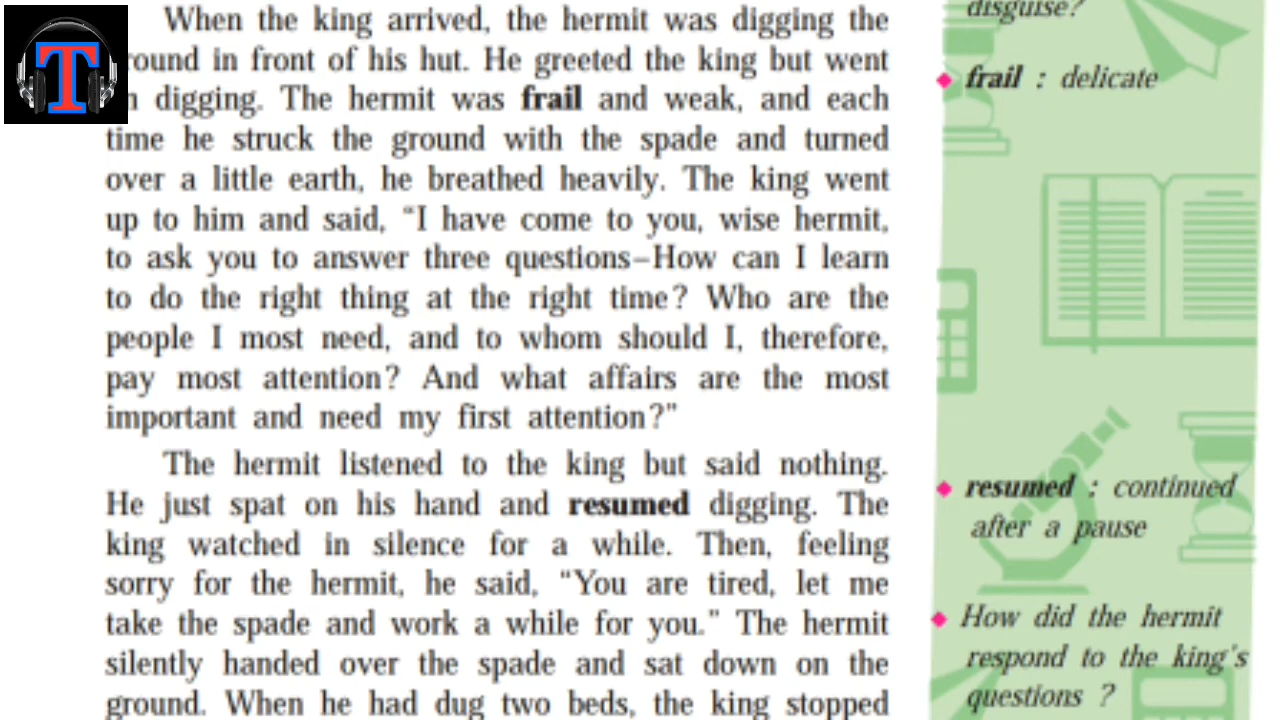 T
When the king arrived, the hermit was digging the
round in front of his hut. He greeted the king but went
digging. The hermit was frail and weak, and each
time he struck the ground with the spade and turned
over a little earth, he breathed heavily. The king went
up to him and said, “I have come to you, wise hermit,
to ask you to answer three questions–How can I learn
to do the right thing at the right time? Who are the
people I most need, and to whom should I, therefore,
pay most attention? And what affairs are the most
important and need my first attention?”
The hermit listened to the king but said nothing.
He just spat on his hand and resumed digging. The
king watched in silence for a while. Then, feeling
sorry for the hermit, he said, “You are tired, let me
take the spade and work a while for you.” The hermit
silently handed over the spade and sat down on the
ground. When he had dug two beds, the king stopped
disguise?
frail : delicate
resumed : continued
after a pause
How did the hermit
respond to the king's
questions ?